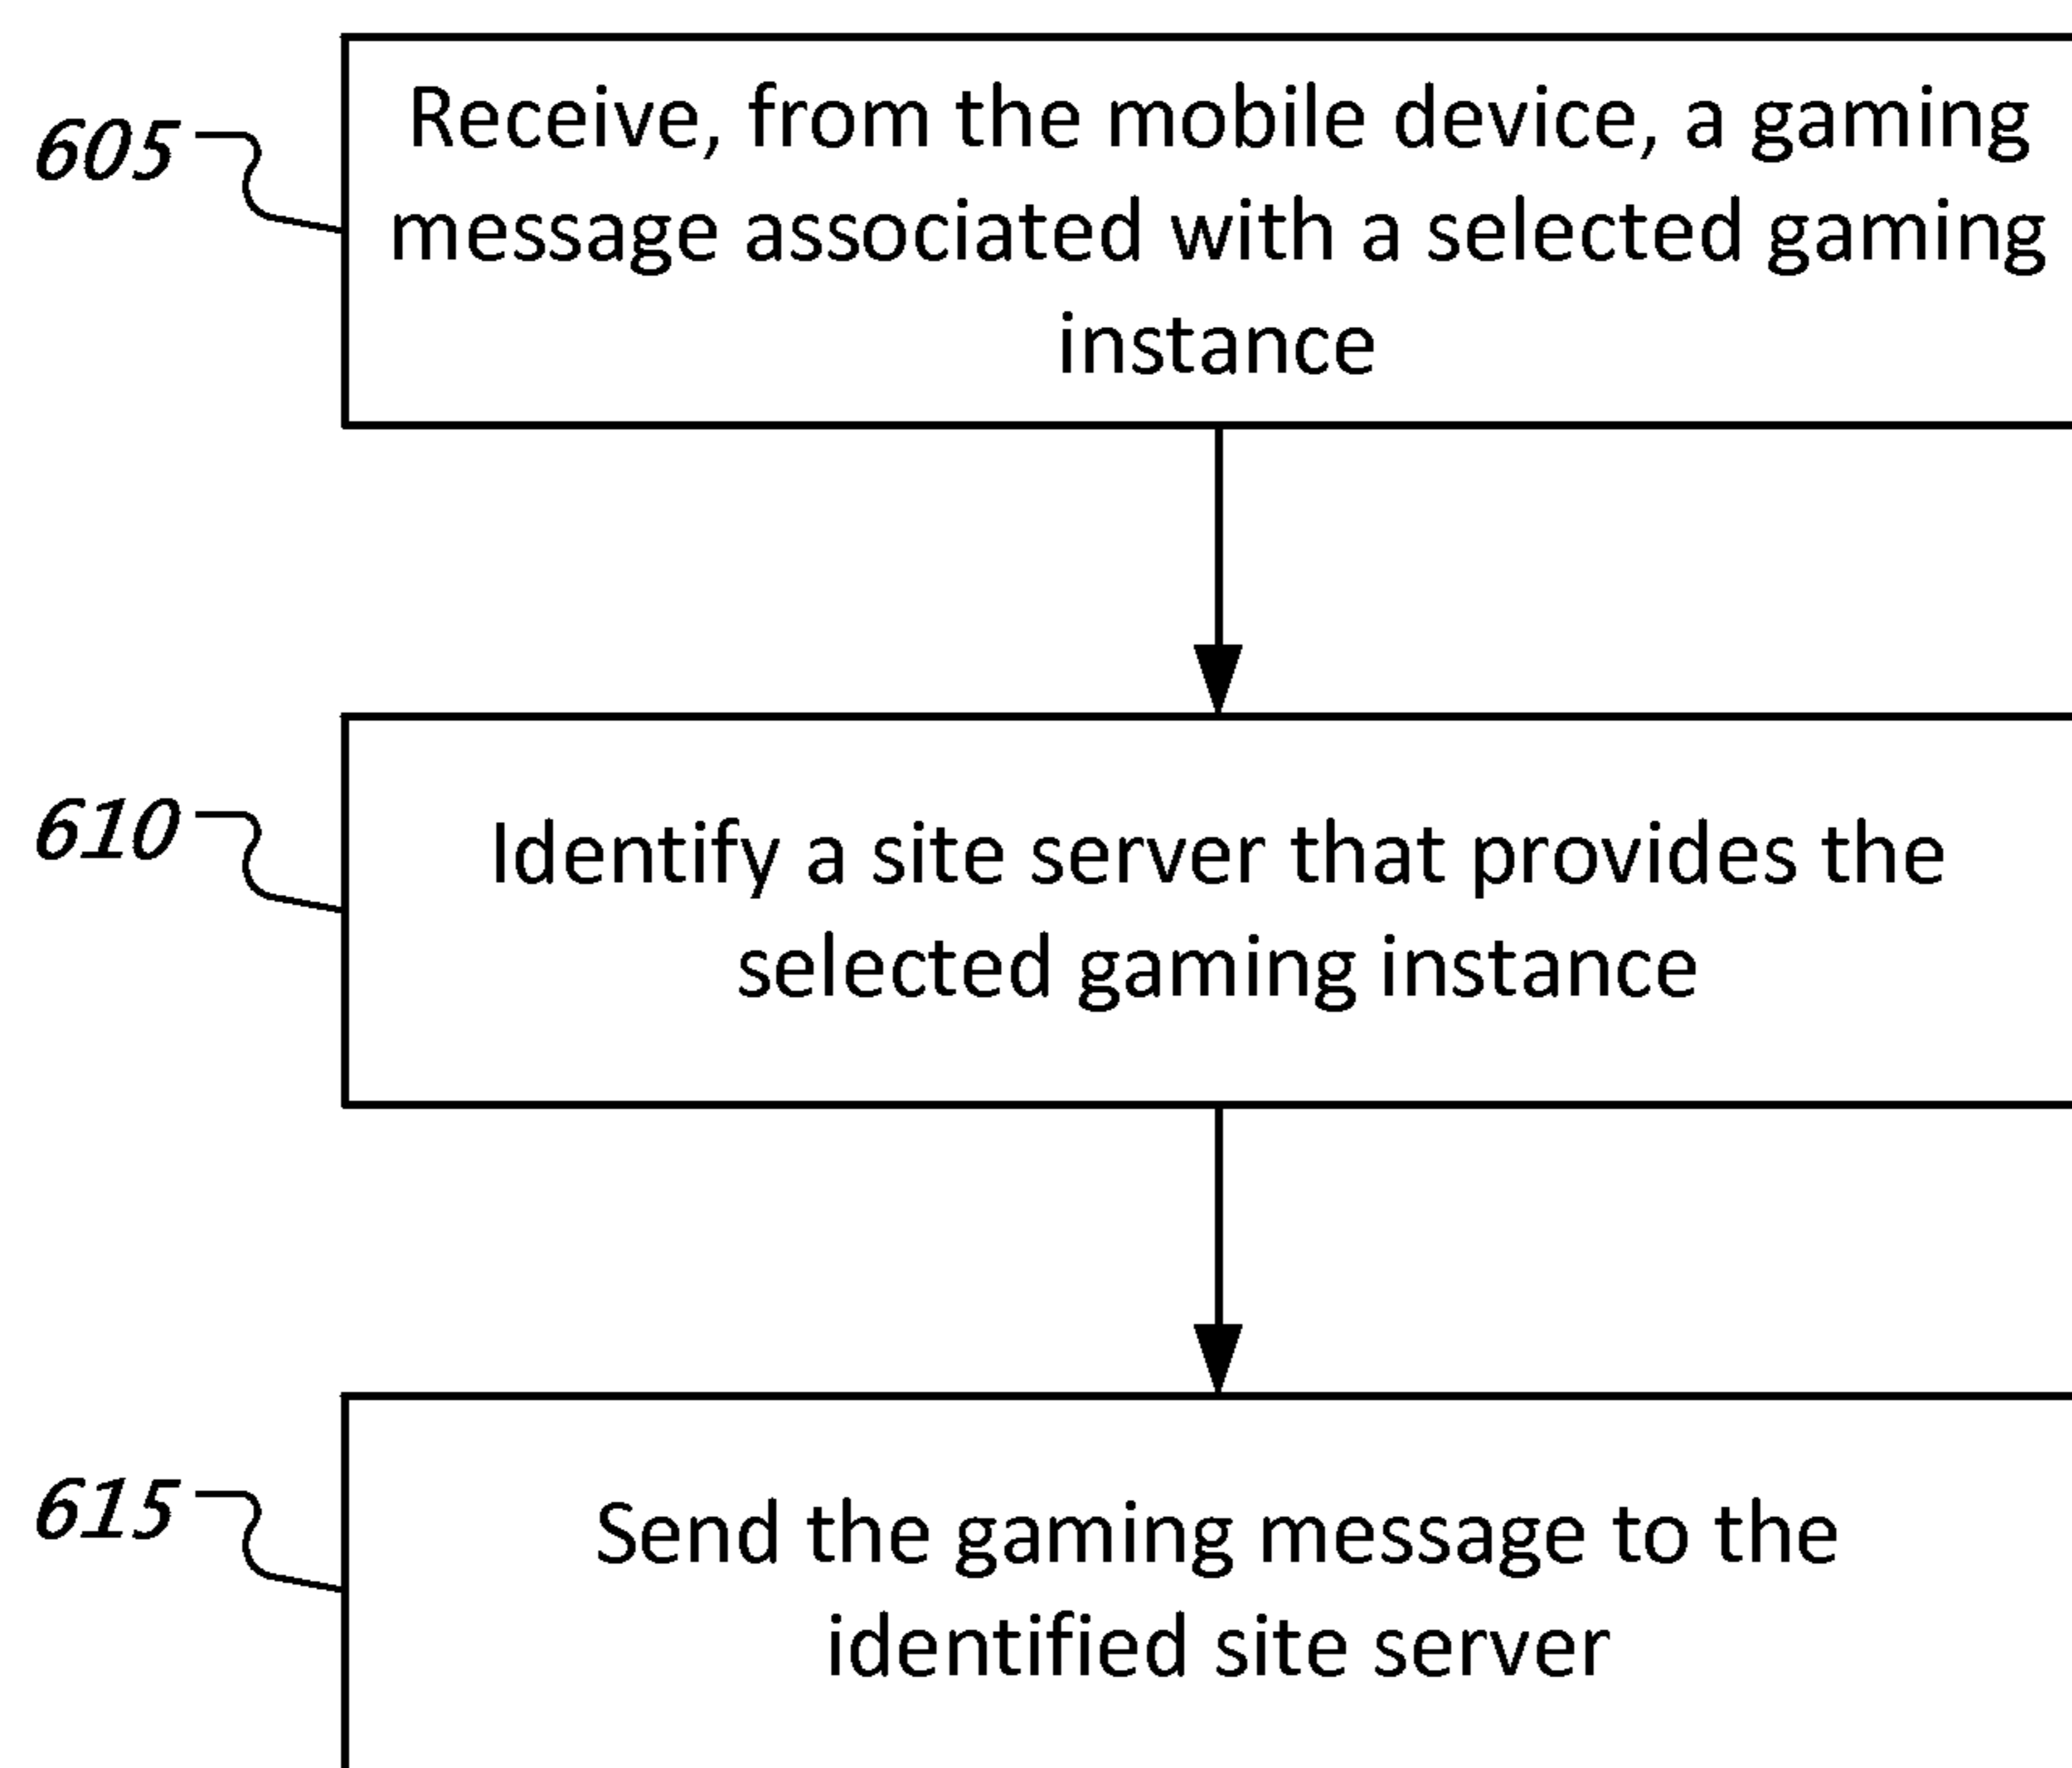 605
Receive, from the mobile device, a gaming
message associated with a selected gaming
instance
610
Identify a site server that provides the
selected gaming instance
615
Send the gaming message to the
identified site server